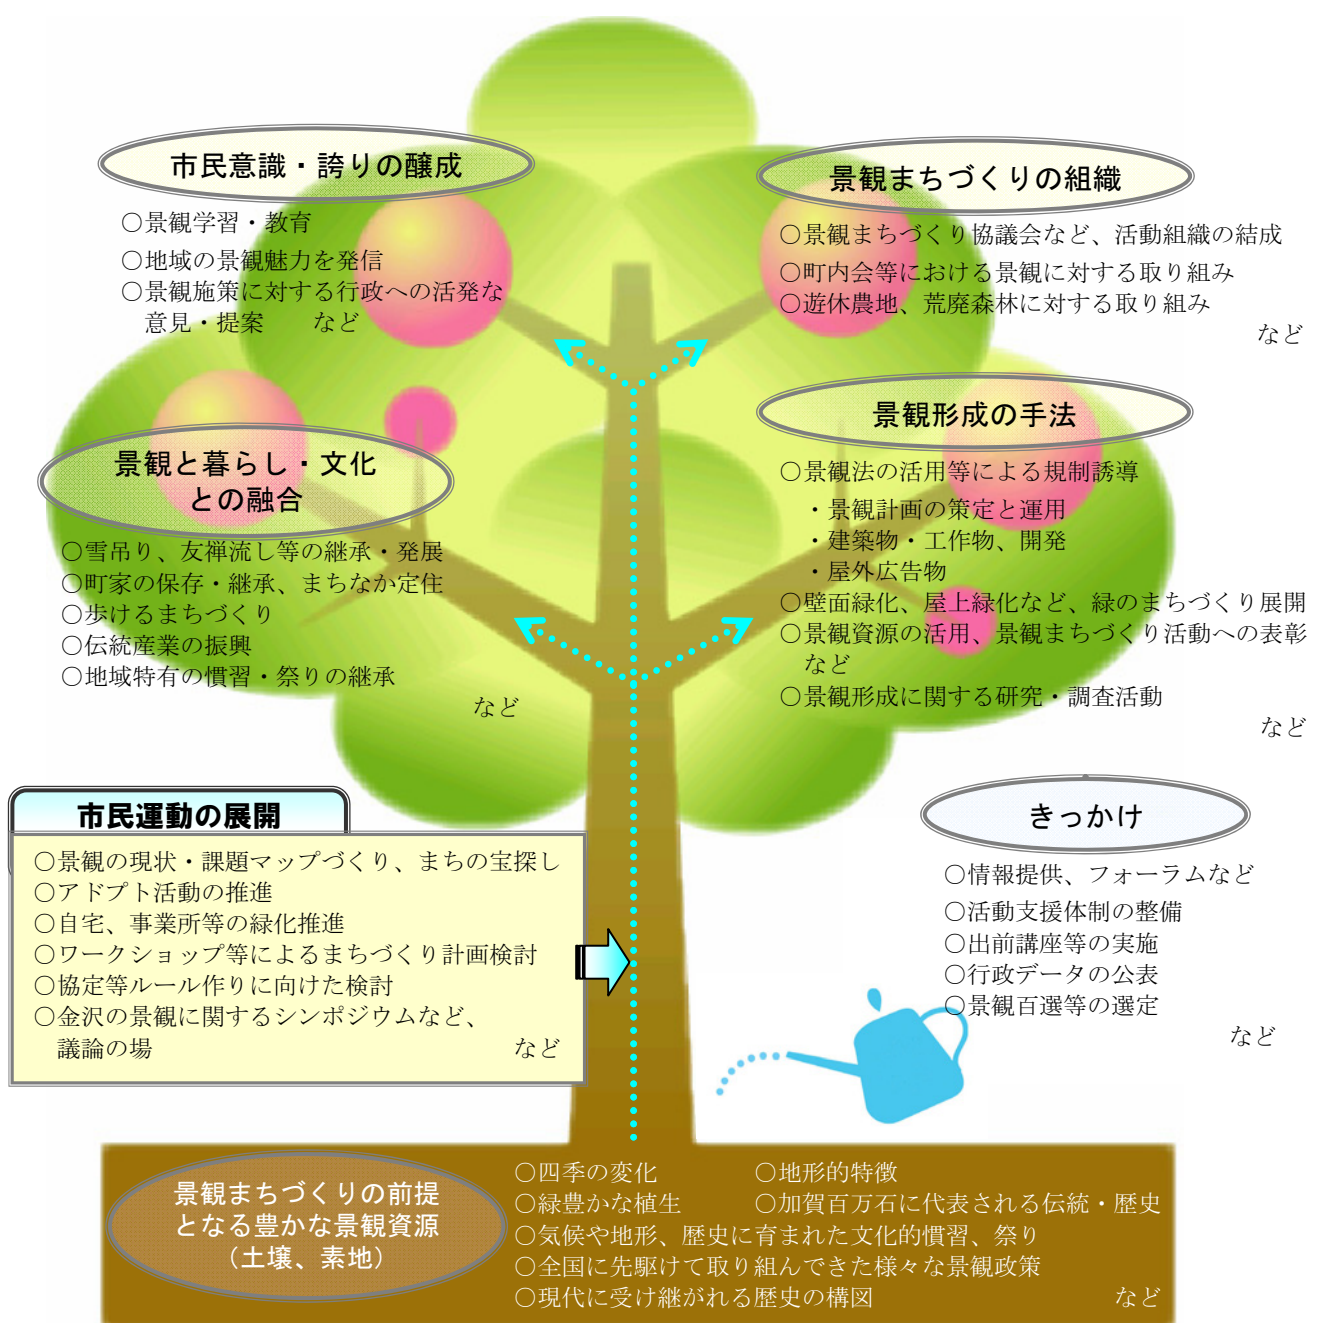 市民意識・誇りの醸成
○景観学習・教育
○地域の景観魅力を発信
○景観施策に対する行政への活発な
意見・提案　　など
景観まちづくりの組織
○景観まちづくり協議会など、活動組織の結成
○町内会等における景観に対する取り組み
○遊休農地、荒廃森林に対する取り組み
など
景観と暮らし・文化
との融合
○雪吊り、友禅流し等の継承・発展
○町家の保存・継承、まちなか定住
○歩けるまちづくり
○伝統産業の振興
○地域特有の慣習・祭りの継承
など
景観形成の手法
○景観法の活用等による規制誘導
・景観計画の策定と運用
・建築物・工作物、開発
・屋外広告物
○壁面緑化、屋上緑化など、緑のまちづくり展開
○景観資源の活用、景観まちづくり活動への表彰
など
○景観形成に関する研究・調査活動
など
市民運動の展開
○景観の現状・課題マップづくり、まちの宝探し
○アドプト活動の推進
○自宅、事業所等の緑化推進
○ワークショップ等によるまちづくり計画検討
○協定等ルール作りに向けた検討
○金沢の景観に関するシンポジウムなど、
議論の場　　など
きっかけ
○情報提供、フォーラムなど
○活動支援体制の整備
○出前講座等の実施
○行政データの公表
○景観百選等の選定
など
景観まちづくりの前提
となる豊かな景観資源
（土壌、素地）
○四季の変化　　○地形的特徴
○緑豊かな植生　　○加賀百万石に代表される伝統・歴史
○気候や地形、歴史に育まれた文化的慣習、祭り
○全国に先駆けて取り組んできた様々な景観政策
○現代に受け継がれる歴史の構図　　など